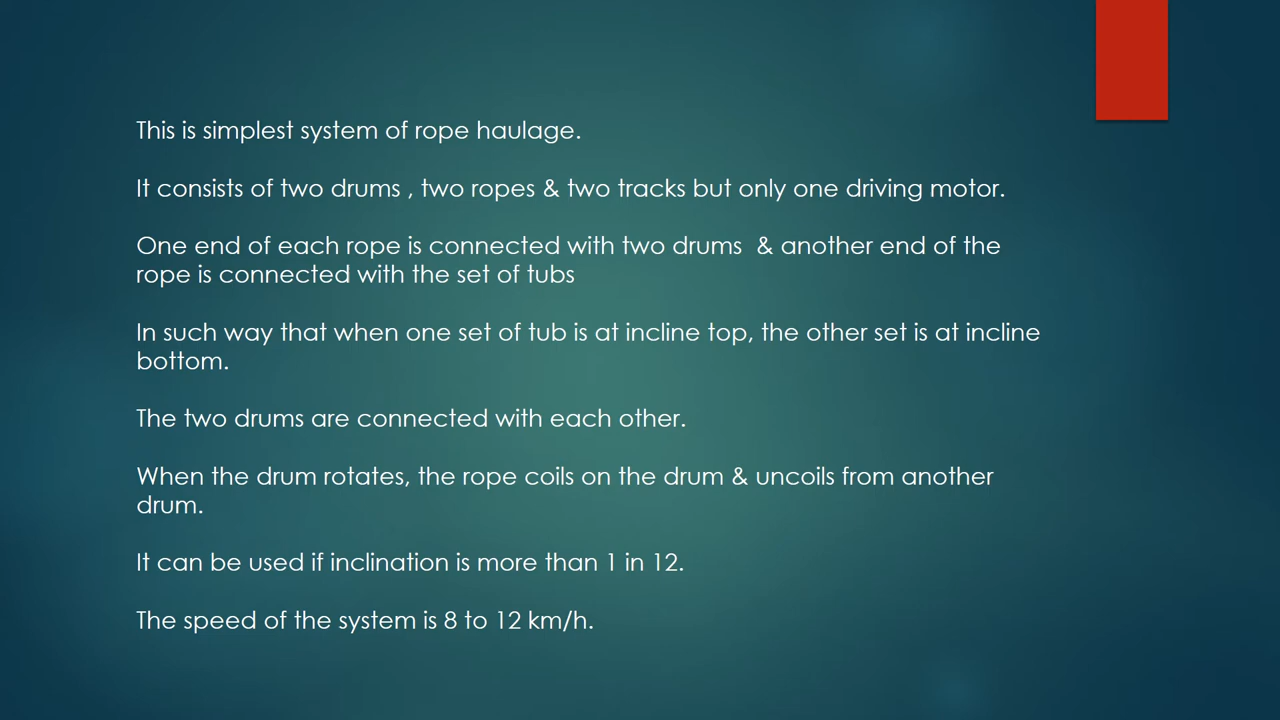 This is simplest system of rope haulage.
It consists of two drums , two ropes & two tracks but only one driving motor.
One end of each rope is connected with two drums  & another end of the
rope is connected with the set of tubs
In such way that when one set of tub is at incline top, the other set is at incline
bottom.
The two drums are connected with each other.
When the drum rotates, the rope coils on the drum & uncoils from another
drum.
It can be used if inclination is more than 1 in 12.
The speed of the system is 8 to 12 km/h.